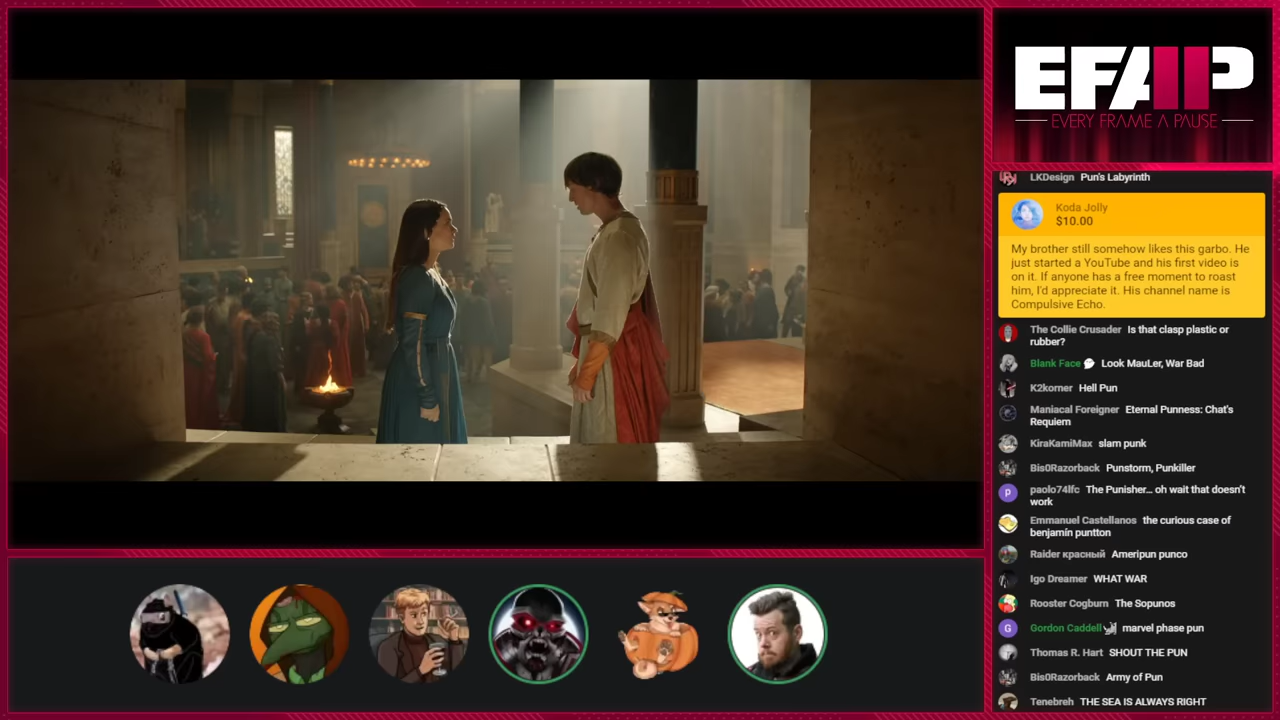 EFAP
EVERY FRAME A PAUSE
LKDesign Pun's Labyrinth
Koda Jolly
$10.00
My brother still somehow likes this garbo. He
just started a YouTube and his first video is
on it. If anyone has a free moment to roast
him, I'd appreciate it. His channel name is
Compulsive Echo.
The Collie Crusader Is that clasp plastic or
rubber?
Blank Face Look MauLer, War Bad
K2korner Hell Pun
Maniacal Foreigner Eternal Punness: Chat's
Requiem
KiraKamiMax slam punk
Bis0Razorback Punstorm, Punkiller
P
paolo74lfc The Punisher... oh wait that doesn't
work
Emmanuel Castellanos the curious case of
benjamín puntton
Raider красный Ameripun punco
Igo Dreamer WHAT WAR
Rooster Cogburn The Sopunos
G
Gordon Caddell marvel phase pun
Thomas R. Hart SHOUT THE PUN
Bis0Razorback Army of Pun
Tenebreh THE SEA IS ALWAYS RIGHT